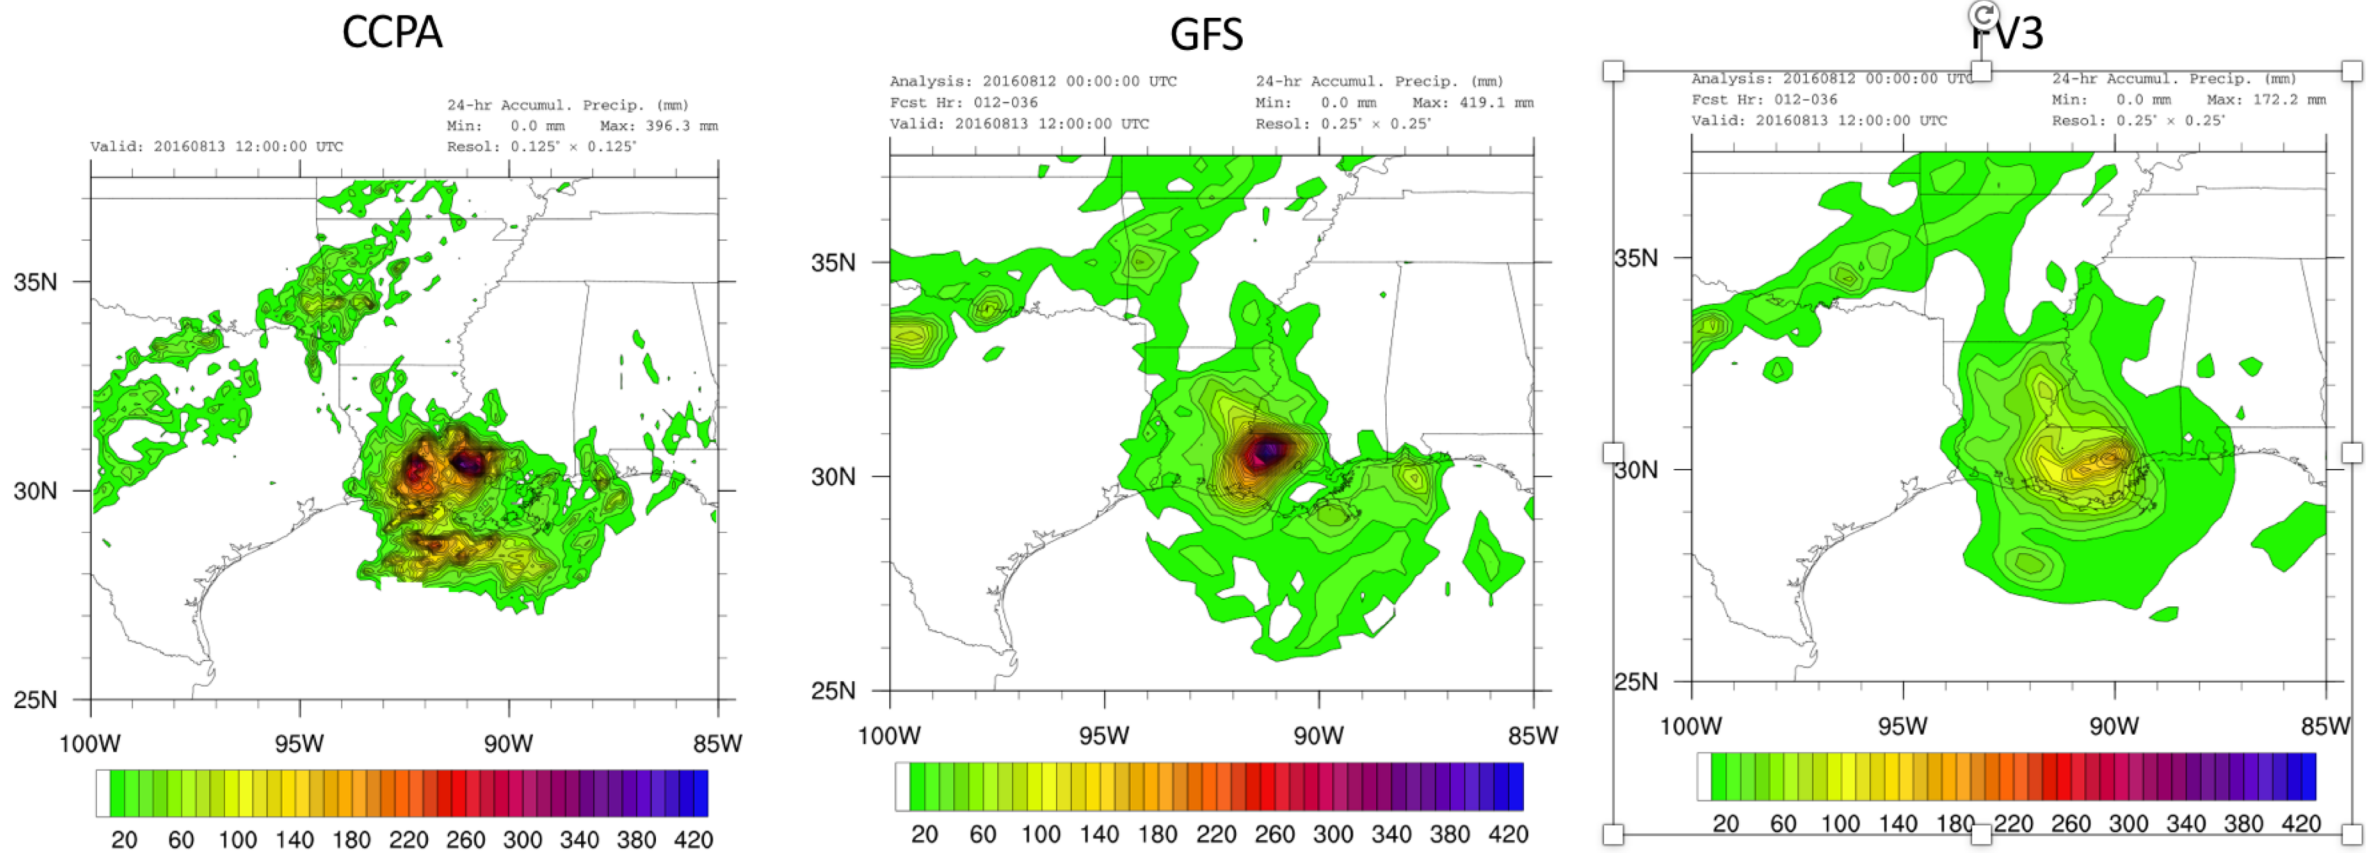 CCPA
24-hr Accumul. Precip. (mm)
Min: 0.0 mm Max: 396.3 mm
Valid: 20160813 12:00:00 UTC Resol: 0.125° × 0.125°
35N
30N
25N
100W 95W 90W 85W
20 60 100 140 180 220 260 300 340 380 420
GFS
Analysis: 20160812 00:00:00 UTC 24-hr Accumul. Precip. (mm)
Fcst Hr: 012-036 Min: 0.0 mm Max: 419.1 mm
Valid: 20160813 12:00:00 UTC Resol: 0.25° × 0.25°
35N
30N
25N
100W 95W 90W 85W
20 60 100 140 180 220 260 300 340 380 420
FV3
Analysis: 20160812 00:00:00 UTC 24-hr Accumul. Precip. (mm)
Fcst Hr: 012-036 Min: 0.0 mm Max: 172.2 mm
Valid: 20160813 12:00:00 UTC Resol: 0.25° × 0.25°
35N
30N
25N
100W 95W 90W 85W
20 60 100 140 180 220 260 300 340 380 420